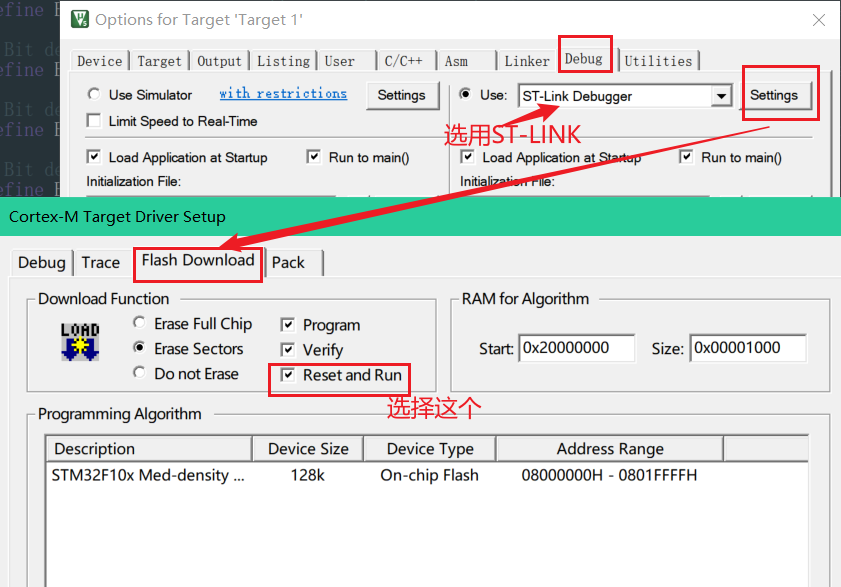 efine
Options for Target 'Target 1'
Bit de
efine
Bit de
efine
Bit de
efine
Device Target Output Listing User C/C++ Asm Linker Debug Utilities
Use Simulator with restrictions Settings Use: ST-Link Debugger Settings
Limit Speed to Real-Time
选用ST-LINK
Load Application at Startup Run to main() Load Application at Startup Run to main()
Initialization File: Initialization File:
Cortex-M Target Driver Setup
Debug Trace Flash Download Pack
Download Function RAM for Algorithm
LOAD
Erase Full Chip Program
Erase Sectors Verify Start: 0x20000000 Size: 0x00001000
Do not Erase Reset and Run
选择这个
Programming Algorithm
Description Device Size Device Type Address Range
STM32F10x Med-density ... 128k On-chip Flash 08000000H - 0801FFFFH